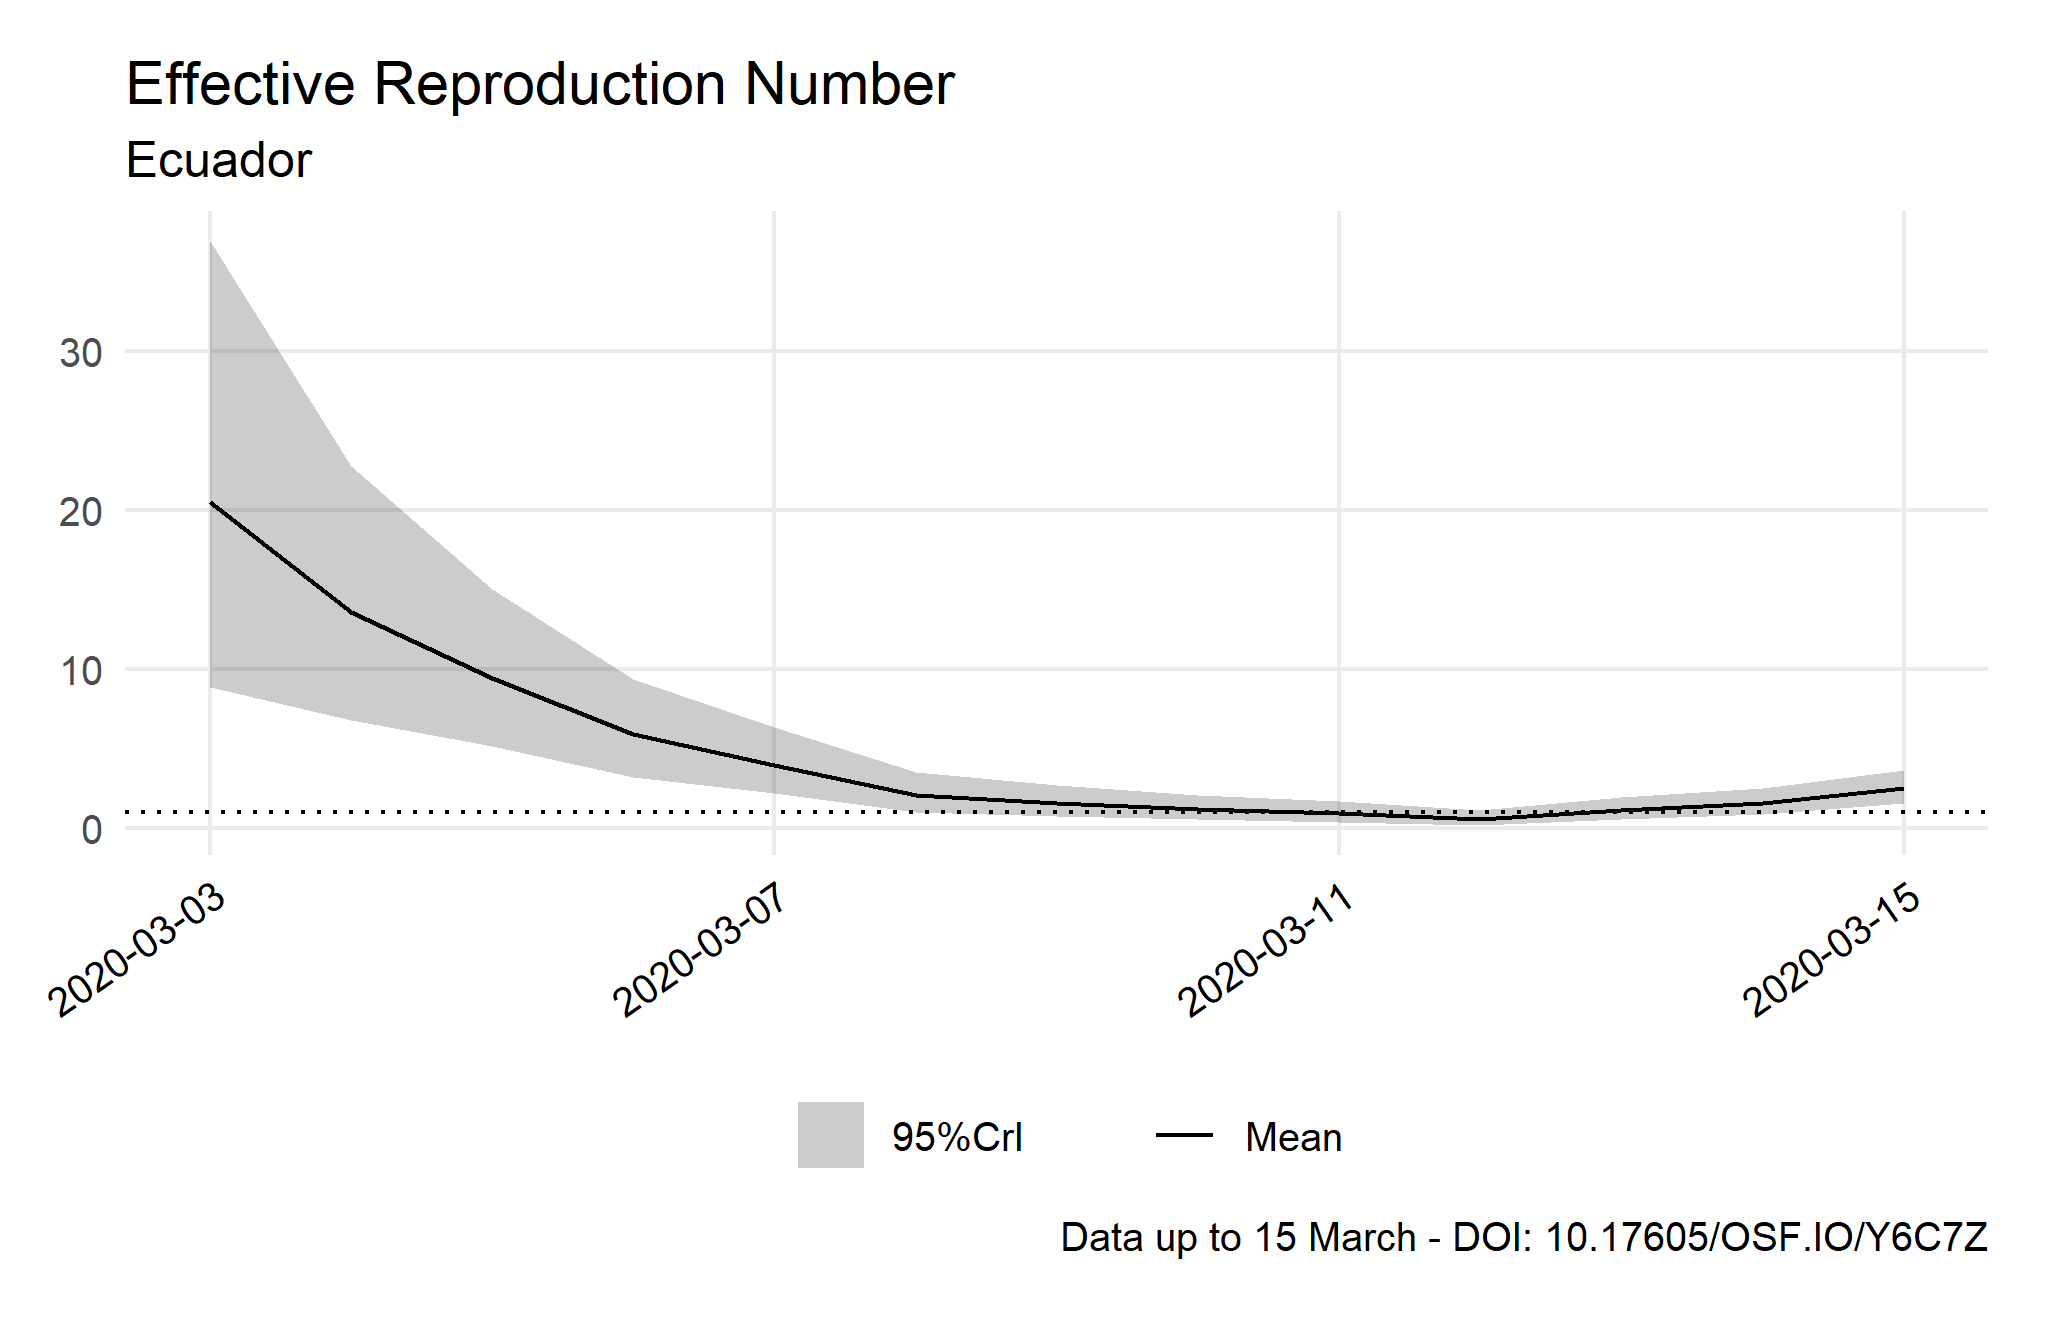 Effective Reproduction Number
Ecuador
30
20
10
0
2020-03-03
2020-03-07
2020-03-11
2020-03-15
95%CrI
Mean
Data up to 15 March - DOI: 10.17605/OSF.IO/Y6C7Z